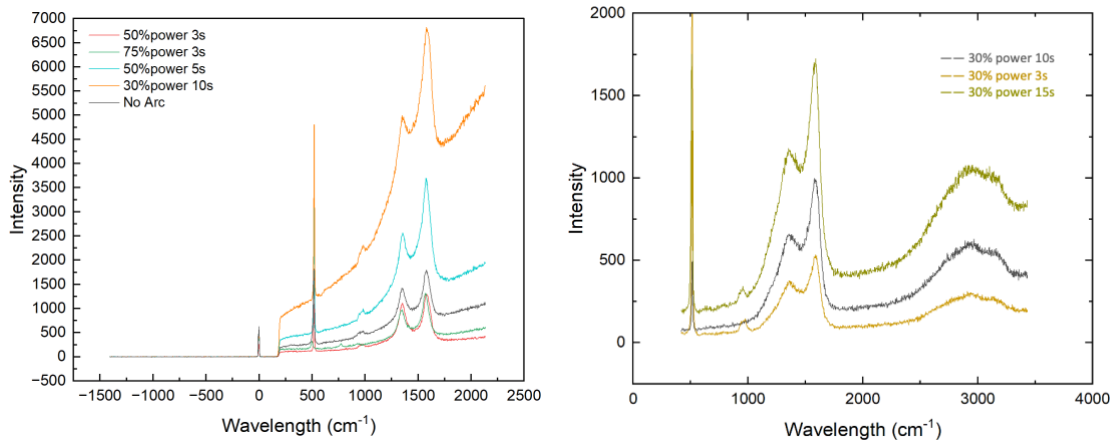 7000
6500
6000
5500
5000
4500
4000
3500
3000
2500
2000
1500
1000
500
0
−500
Intensity
50%power 3s
75%power 3s
50%power 5s
30%power 10s
No Arc
−1500 −1000 −500 0 500 1000 1500 2000 2500
Wavelength (cm⁻¹)
2000
1500
1000
500
0
Intensity
30% power 10s
30% power 3s
30% power 15s
0 1000 2000 3000 4000
Wavelength (cm⁻¹)